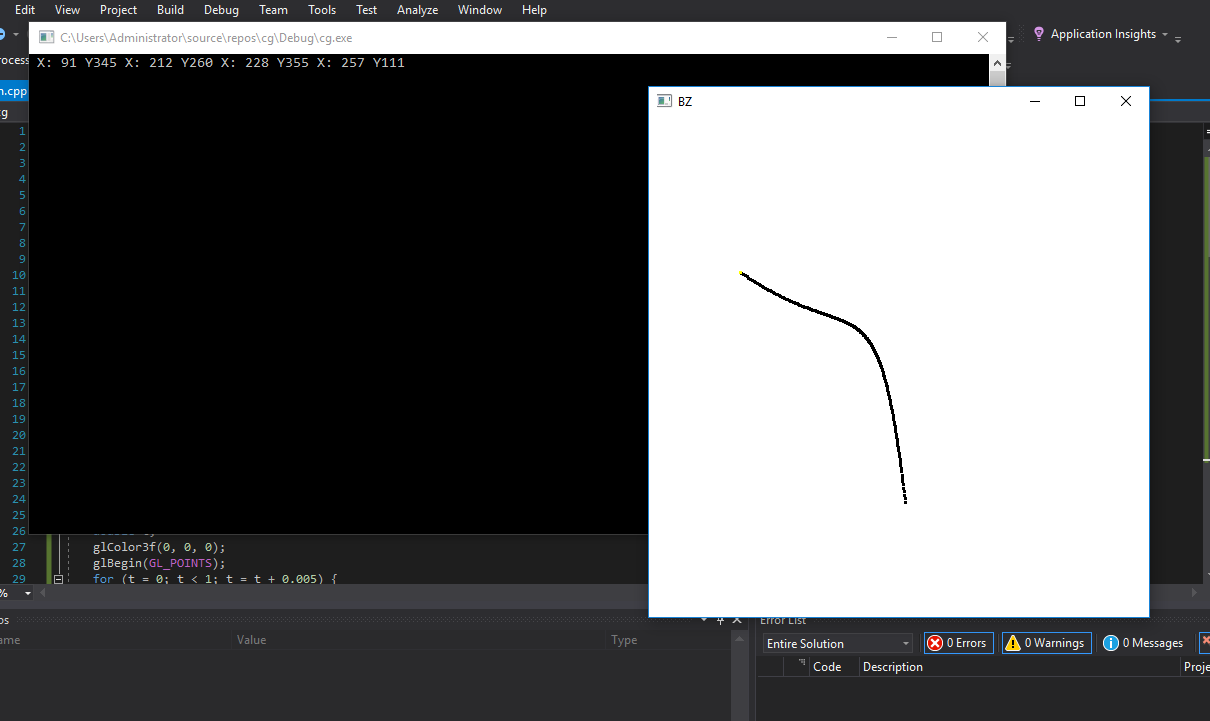 Edit View Project Build Debug Team Tools Test Analyze Window Help
C:\Users\Administrator\source\repos\cg\Debug\cg.exe
Application Insights
X: 91 Y345 X: 212 Y260 X: 228 Y355 X: 257 Y111
BZ
1
2
3
4
5
6
7
8
9
10
11
12
13
14
15
16
17
18
19
20
21
22
23
24
25
26
27 glColor3f(0, 0, 0);
28 glBegin(GL_POINTS);
29 for (t = 0; t < 1; t = t + 0.005) {
%
Value Type
Error List
Entire Solution 0 Errors 0 Warnings 0 Messages
Code Description